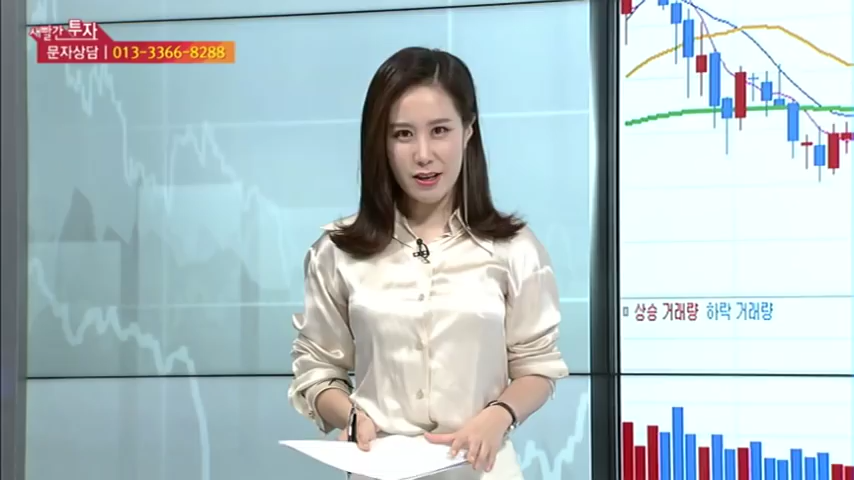 새빨간 투자
문자상담 | 013-3366-8288
상승 거래량 하락 거래량